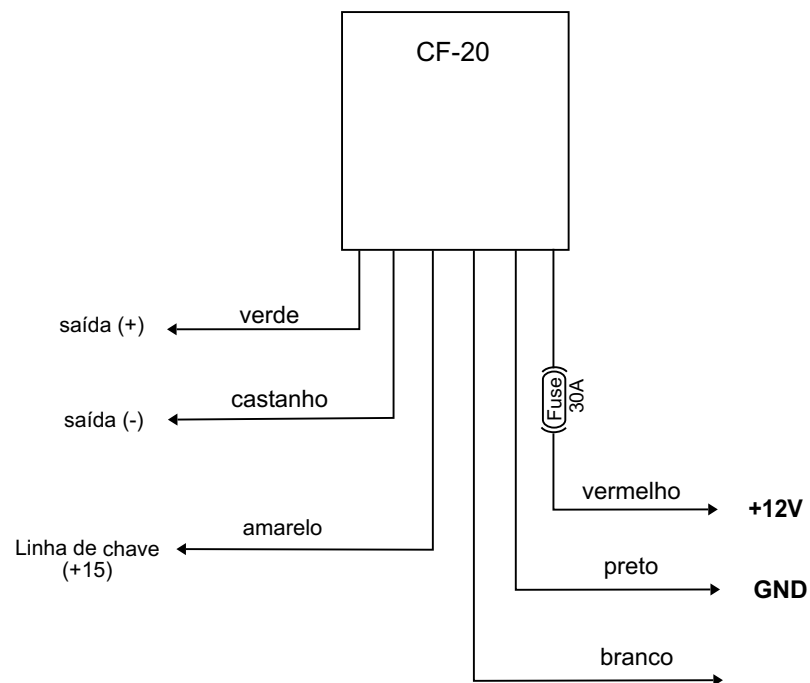 CF-20
saída (+)
verde
saída (-)
castanho
Linha de chave
(+15)
amarelo
Fuse
30A
vermelho
+12V
preto
GND
branco